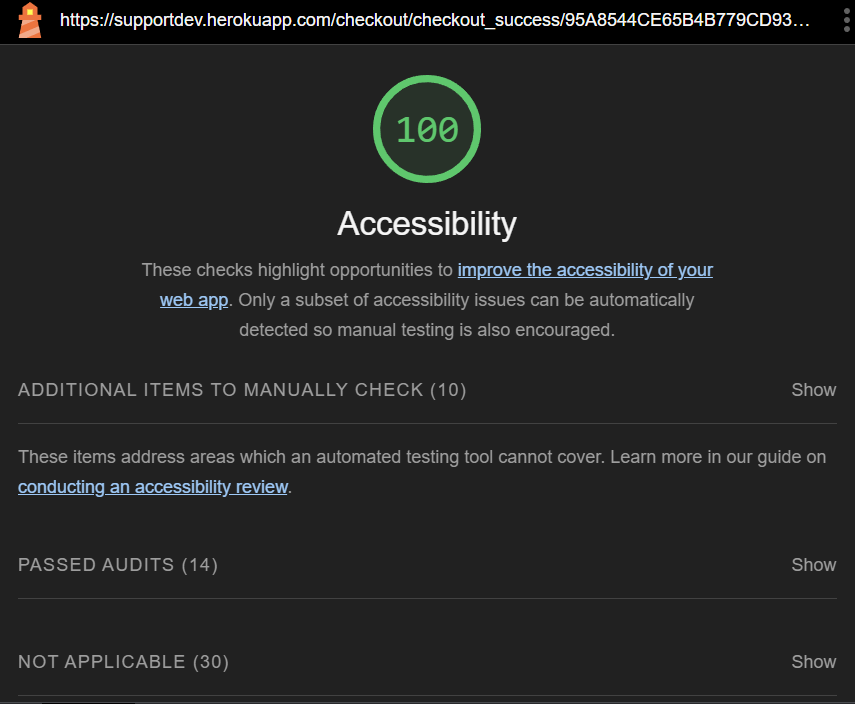 https://supportdev.herokuapp.com/checkout/checkout_success/95A8544CE65B4B779CD93…
100
Accessibility
These checks highlight opportunities to improve the accessibility of your
web app. Only a subset of accessibility issues can be automatically
detected so manual testing is also encouraged.
ADDITIONAL ITEMS TO MANUALLY CHECK (10) Show
These items address areas which an automated testing tool cannot cover. Learn more in our guide on
conducting an accessibility review.
PASSED AUDITS (14) Show
NOT APPLICABLE (30) Show